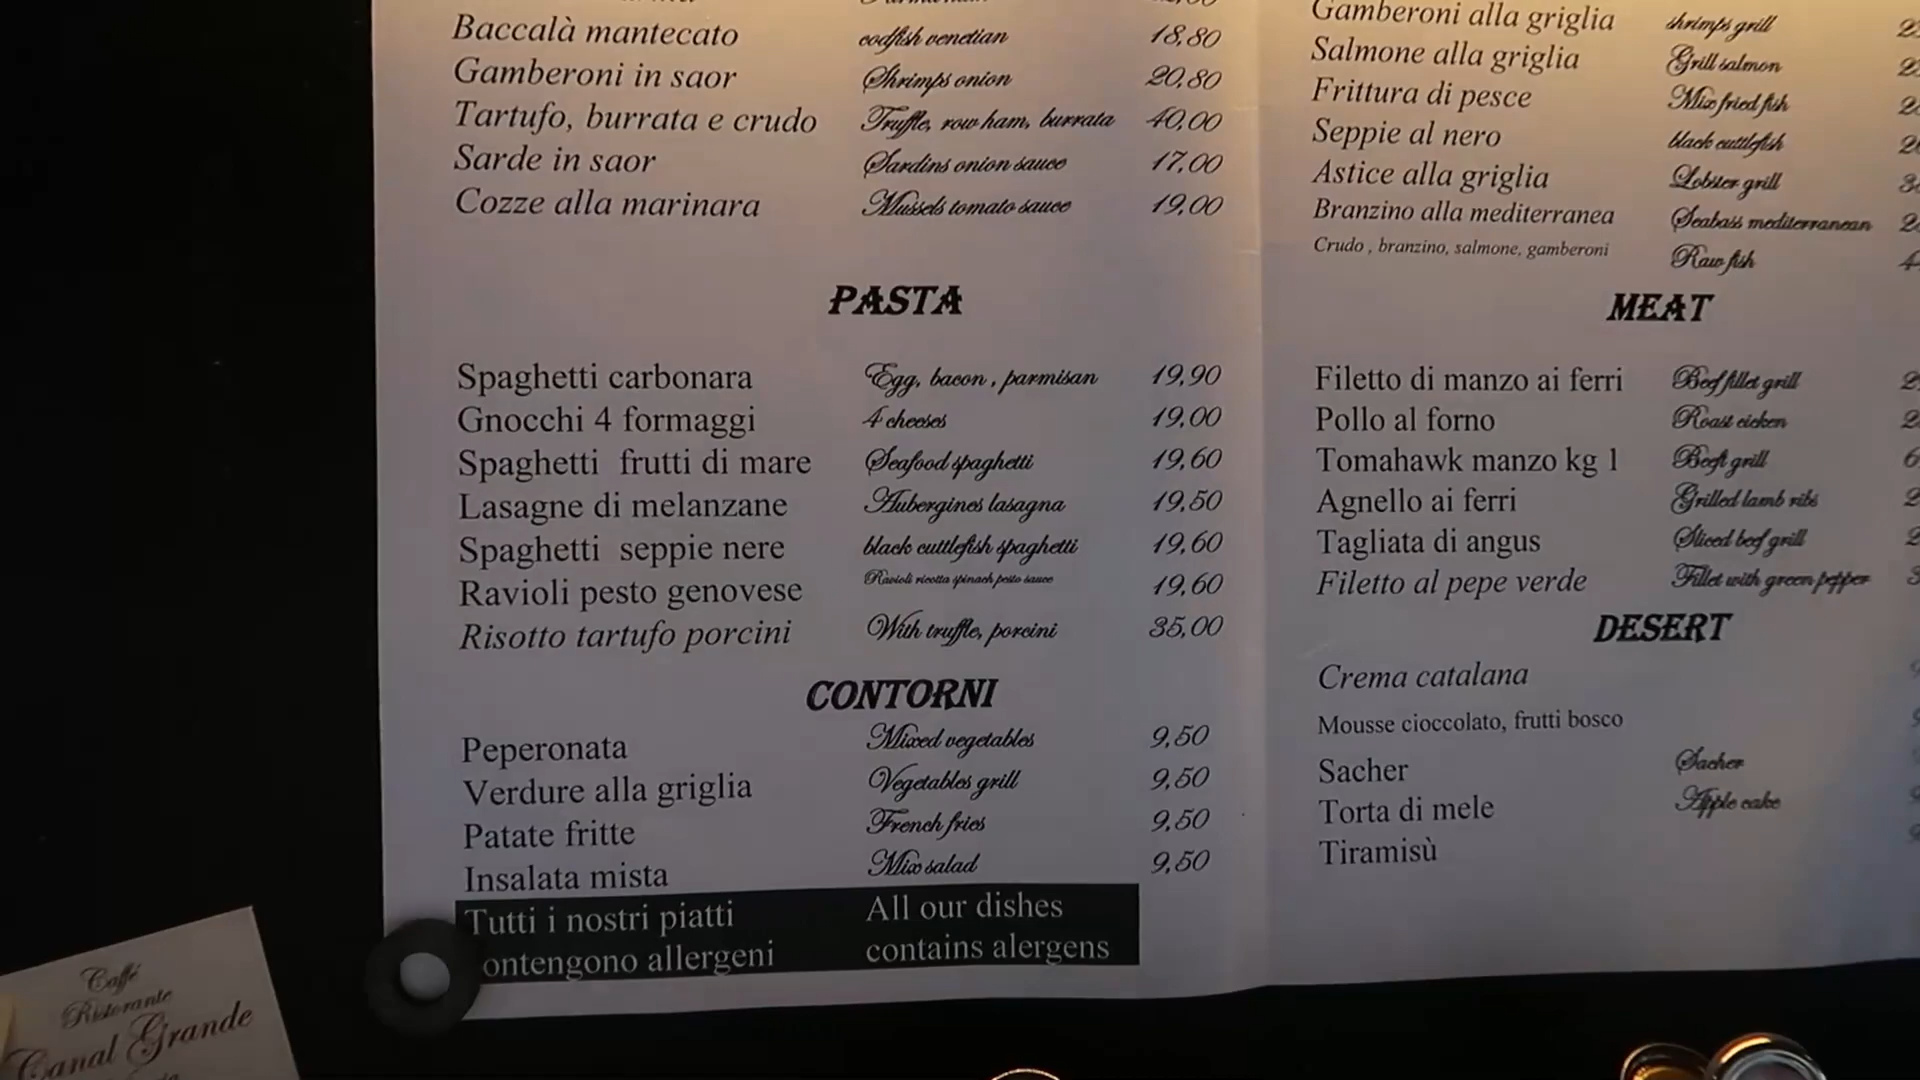 Baccalà mantecato codfish venetian 18,80
Gamberoni in saor Shrimps onion 20,80
Tartufo, burrata e crudo Truffle, row ham, burrata 40,00
Sarde in saor Sardins onion sauce 17,00
Cozze alla marinara Mussels tomato sauce 19,00
PASTA
Spaghetti carbonara Egg, bacon , parmisan 19,90
Gnocchi 4 formaggi 4 cheeses 19,00
Spaghetti frutti di mare Seafood spaghetti 19,60
Lasagne di melanzane Aubergines lasagna 19,50
Spaghetti seppie nere black cuttlefish spaghetti 19,60
Ravioli pesto genovese Ravioli ricotta spinach pesto sauce 19,60
Risotto tartufo porcini With truffle, porcini 35,00
CONTORNI
Peperonata Mixed vegetables 9,50
Verdure alla griglia Vegetables grill 9,50
Patate fritte French fries 9,50
Insalata mista Mix salad 9,50
Tutti i nostri piatti All our dishes
ontengono allergeni contains alergens
Gamberoni alla griglia shrimps grill
Salmone alla griglia Grill salmon
Frittura di pesce Mix fried fish
Seppie al nero black cuttlefish
Astice alla griglia Lobster grill
Branzino alla mediterranea Seabass mediterranean
Crudo , branzino, salmone, gamberoni Raw fish
MEAT
Filetto di manzo ai ferri Beef fillet grill
Pollo al forno Roast cicken
Tomahawk manzo kg 1 Beeft grill
Agnello ai ferri Grilled lamb ribs
Tagliata di angus Sliced beef grill
Filetto al pepe verde Fillet with green pepper
DESERT
Crema catalana
Mousse cioccolato, frutti bosco
Sacher Sacher
Torta di mele Apple cake
Tiramisù
Caffé
Ristorante
Canal Grande